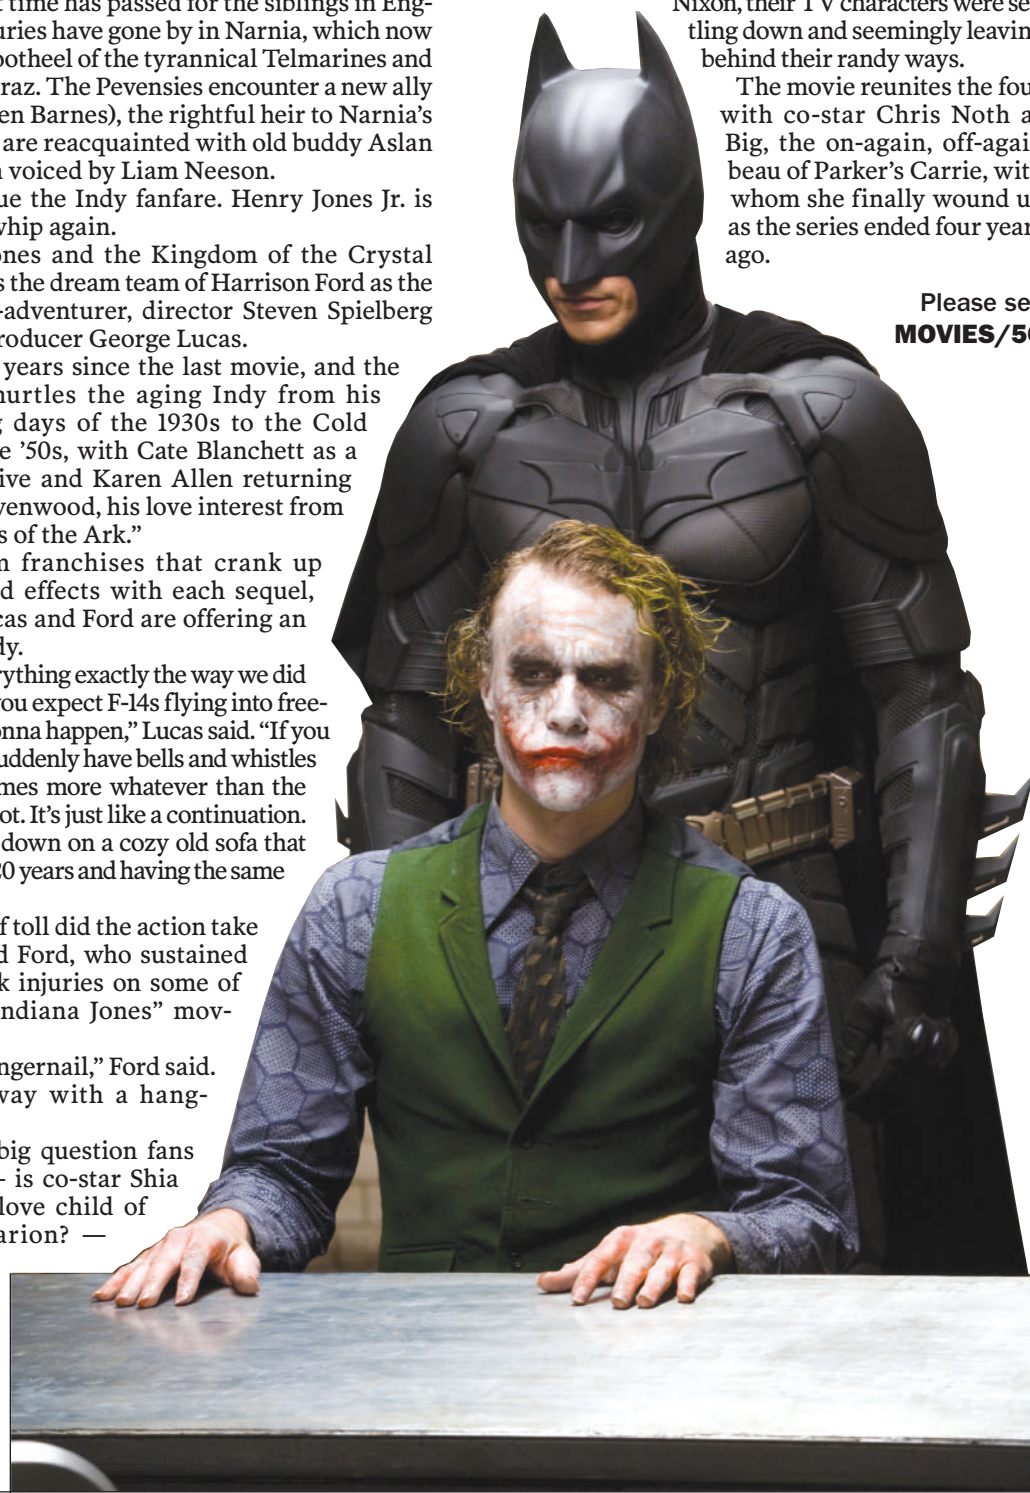 time has passed for the siblings in Eng-
uries have gone by in Narnia, which now
ootheel of the tyrannical Telmarines and
raz. The Pevensies encounter a new ally
en Barnes), the rightful heir to Narnia’s
are reacquainted with old buddy Aslan
voiced by Liam Neeson.
ue the Indy fanfare. Henry Jones Jr. is
whip again.
ones and the Kingdom of the Crystal
s the dream team of Harrison Ford as the
-adventurer, director Steven Spielberg
roducer George Lucas.
years since the last movie, and the
hurtles the aging Indy from his
g days of the 1930s to the Cold
e ’50s, with Cate Blanchett as a
ive and Karen Allen returning
venwood, his love interest from
s of the Ark.”
m franchises that crank up
d effects with each sequel,
cas and Ford are offering an
dy.
rything exactly the way we did
you expect F-14s flying into free-
onna happen,” Lucas said. “If you
uddenly have bells and whistles
mes more whatever than the
ot. It’s just like a continuation.
down on a cozy old sofa that
20 years and having the same
f toll did the action take
d Ford, who sustained
k injuries on some of
ndiana Jones” mov-
ngernail,” Ford said.
way with a hang-
big question fans
– is co-star Shia
love child of
arion? —
Nixon, their TV characters were se
tling down and seemingly leavin
behind their randy ways.
The movie reunites the fou
with co-star Chris Noth a
Big, the on-again, off-agai
beau of Parker’s Carrie, wit
whom she finally wound u
as the series ended four year
ago.
Please se
MOVIES/50